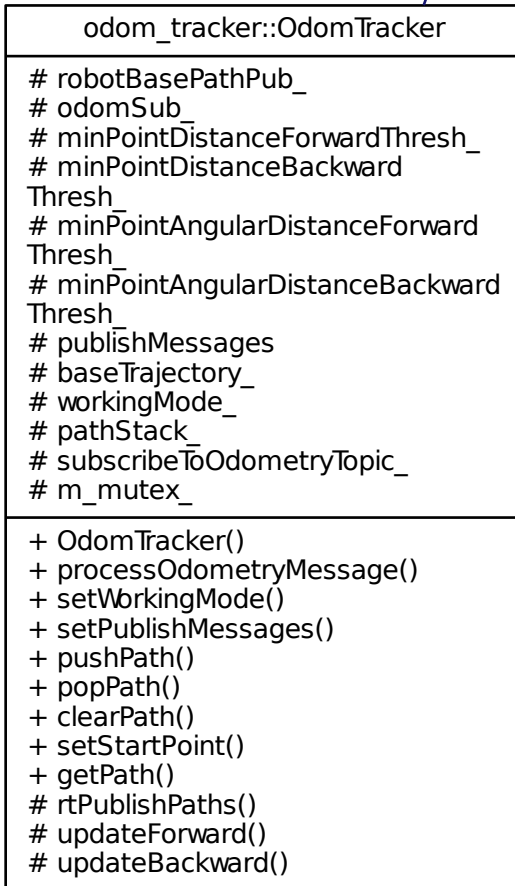 odom_tracker::OdomTracker
# robotBasePathPub_
# odomSub_
# minPointDistanceForwardThresh_
# minPointDistanceBackward
Thresh_
# minPointAngularDistanceForward
Thresh_
# minPointAngularDistanceBackward
Thresh_
# publishMessages
# baseTrajectory_
# workingMode_
# pathStack_
# subscribeToOdometryTopic_
# m_mutex_
+ OdomTracker()
+ processOdometryMessage()
+ setWorkingMode()
+ setPublishMessages()
+ pushPath()
+ popPath()
+ clearPath()
+ setStartPoint()
+ getPath()
# rtPublishPaths()
# updateForward()
# updateBackward()